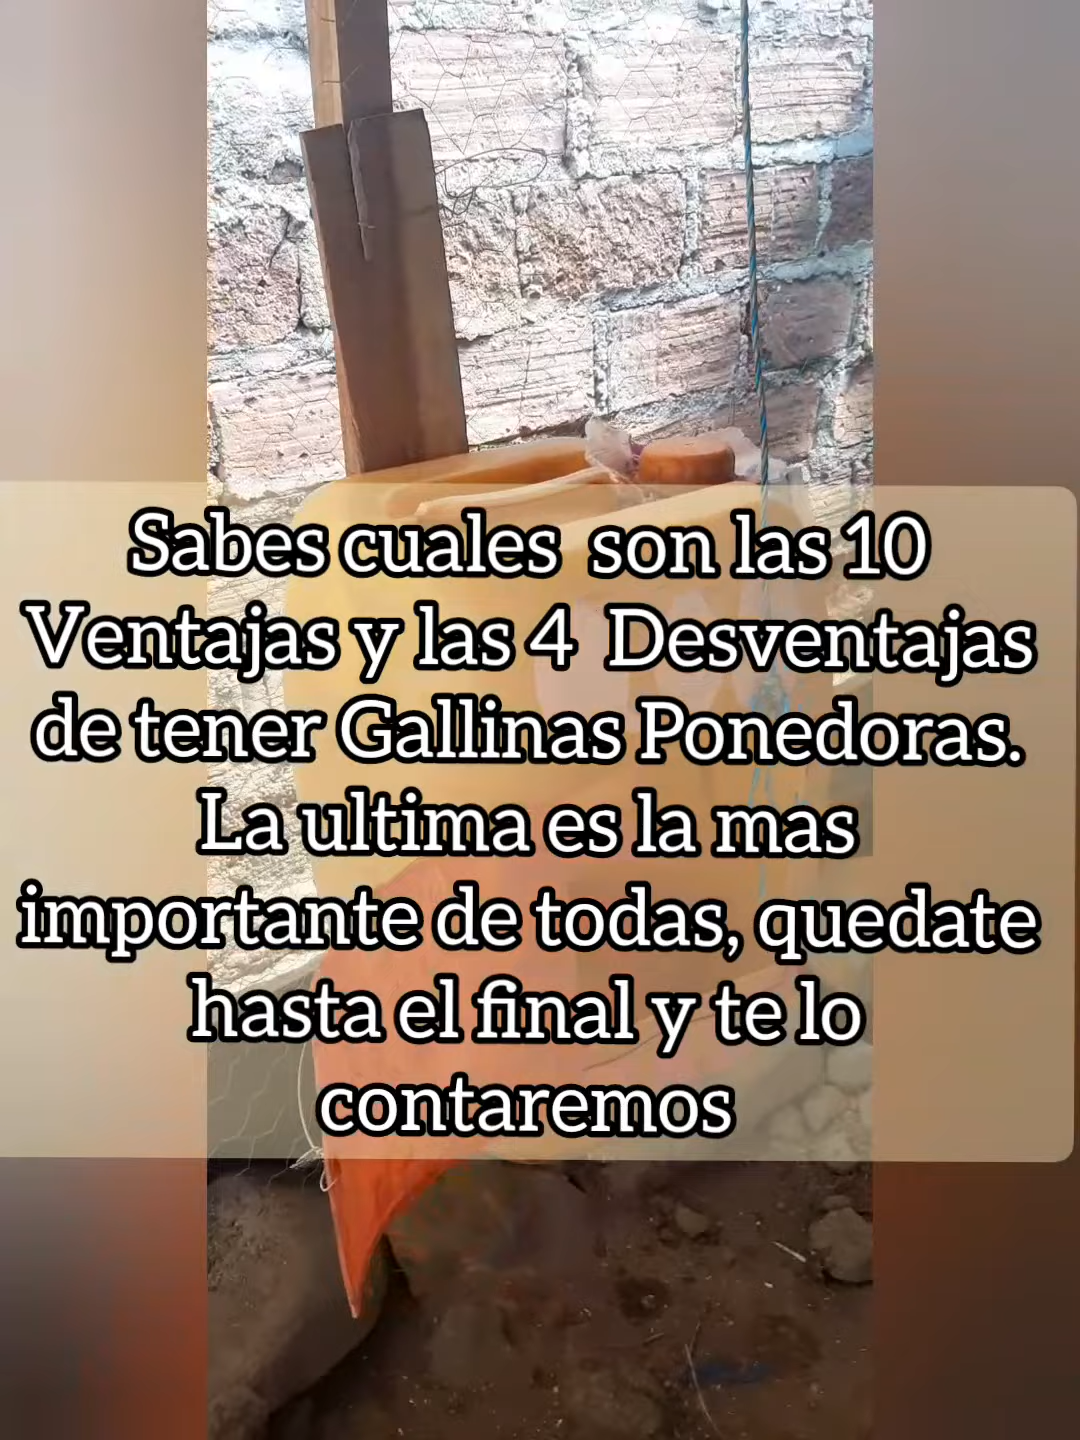 Sabes cuales son las 10
Ventajas y las 4 Desventajas
de tener Gallinas Ponedoras.
La ultima es la mas
importante de todas, quedate
hasta el final y te lo
contaremos